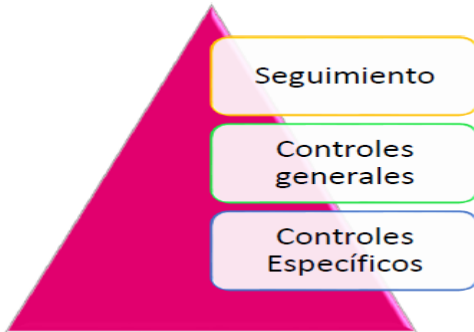 Seguimiento
Controles
generales
Controles
Específicos